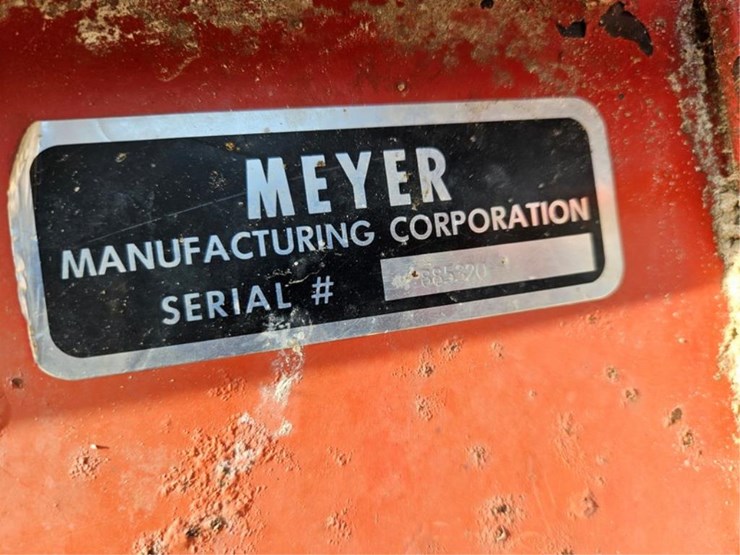 MEYER
MANUFACTURING CORPORATION
SERIAL #